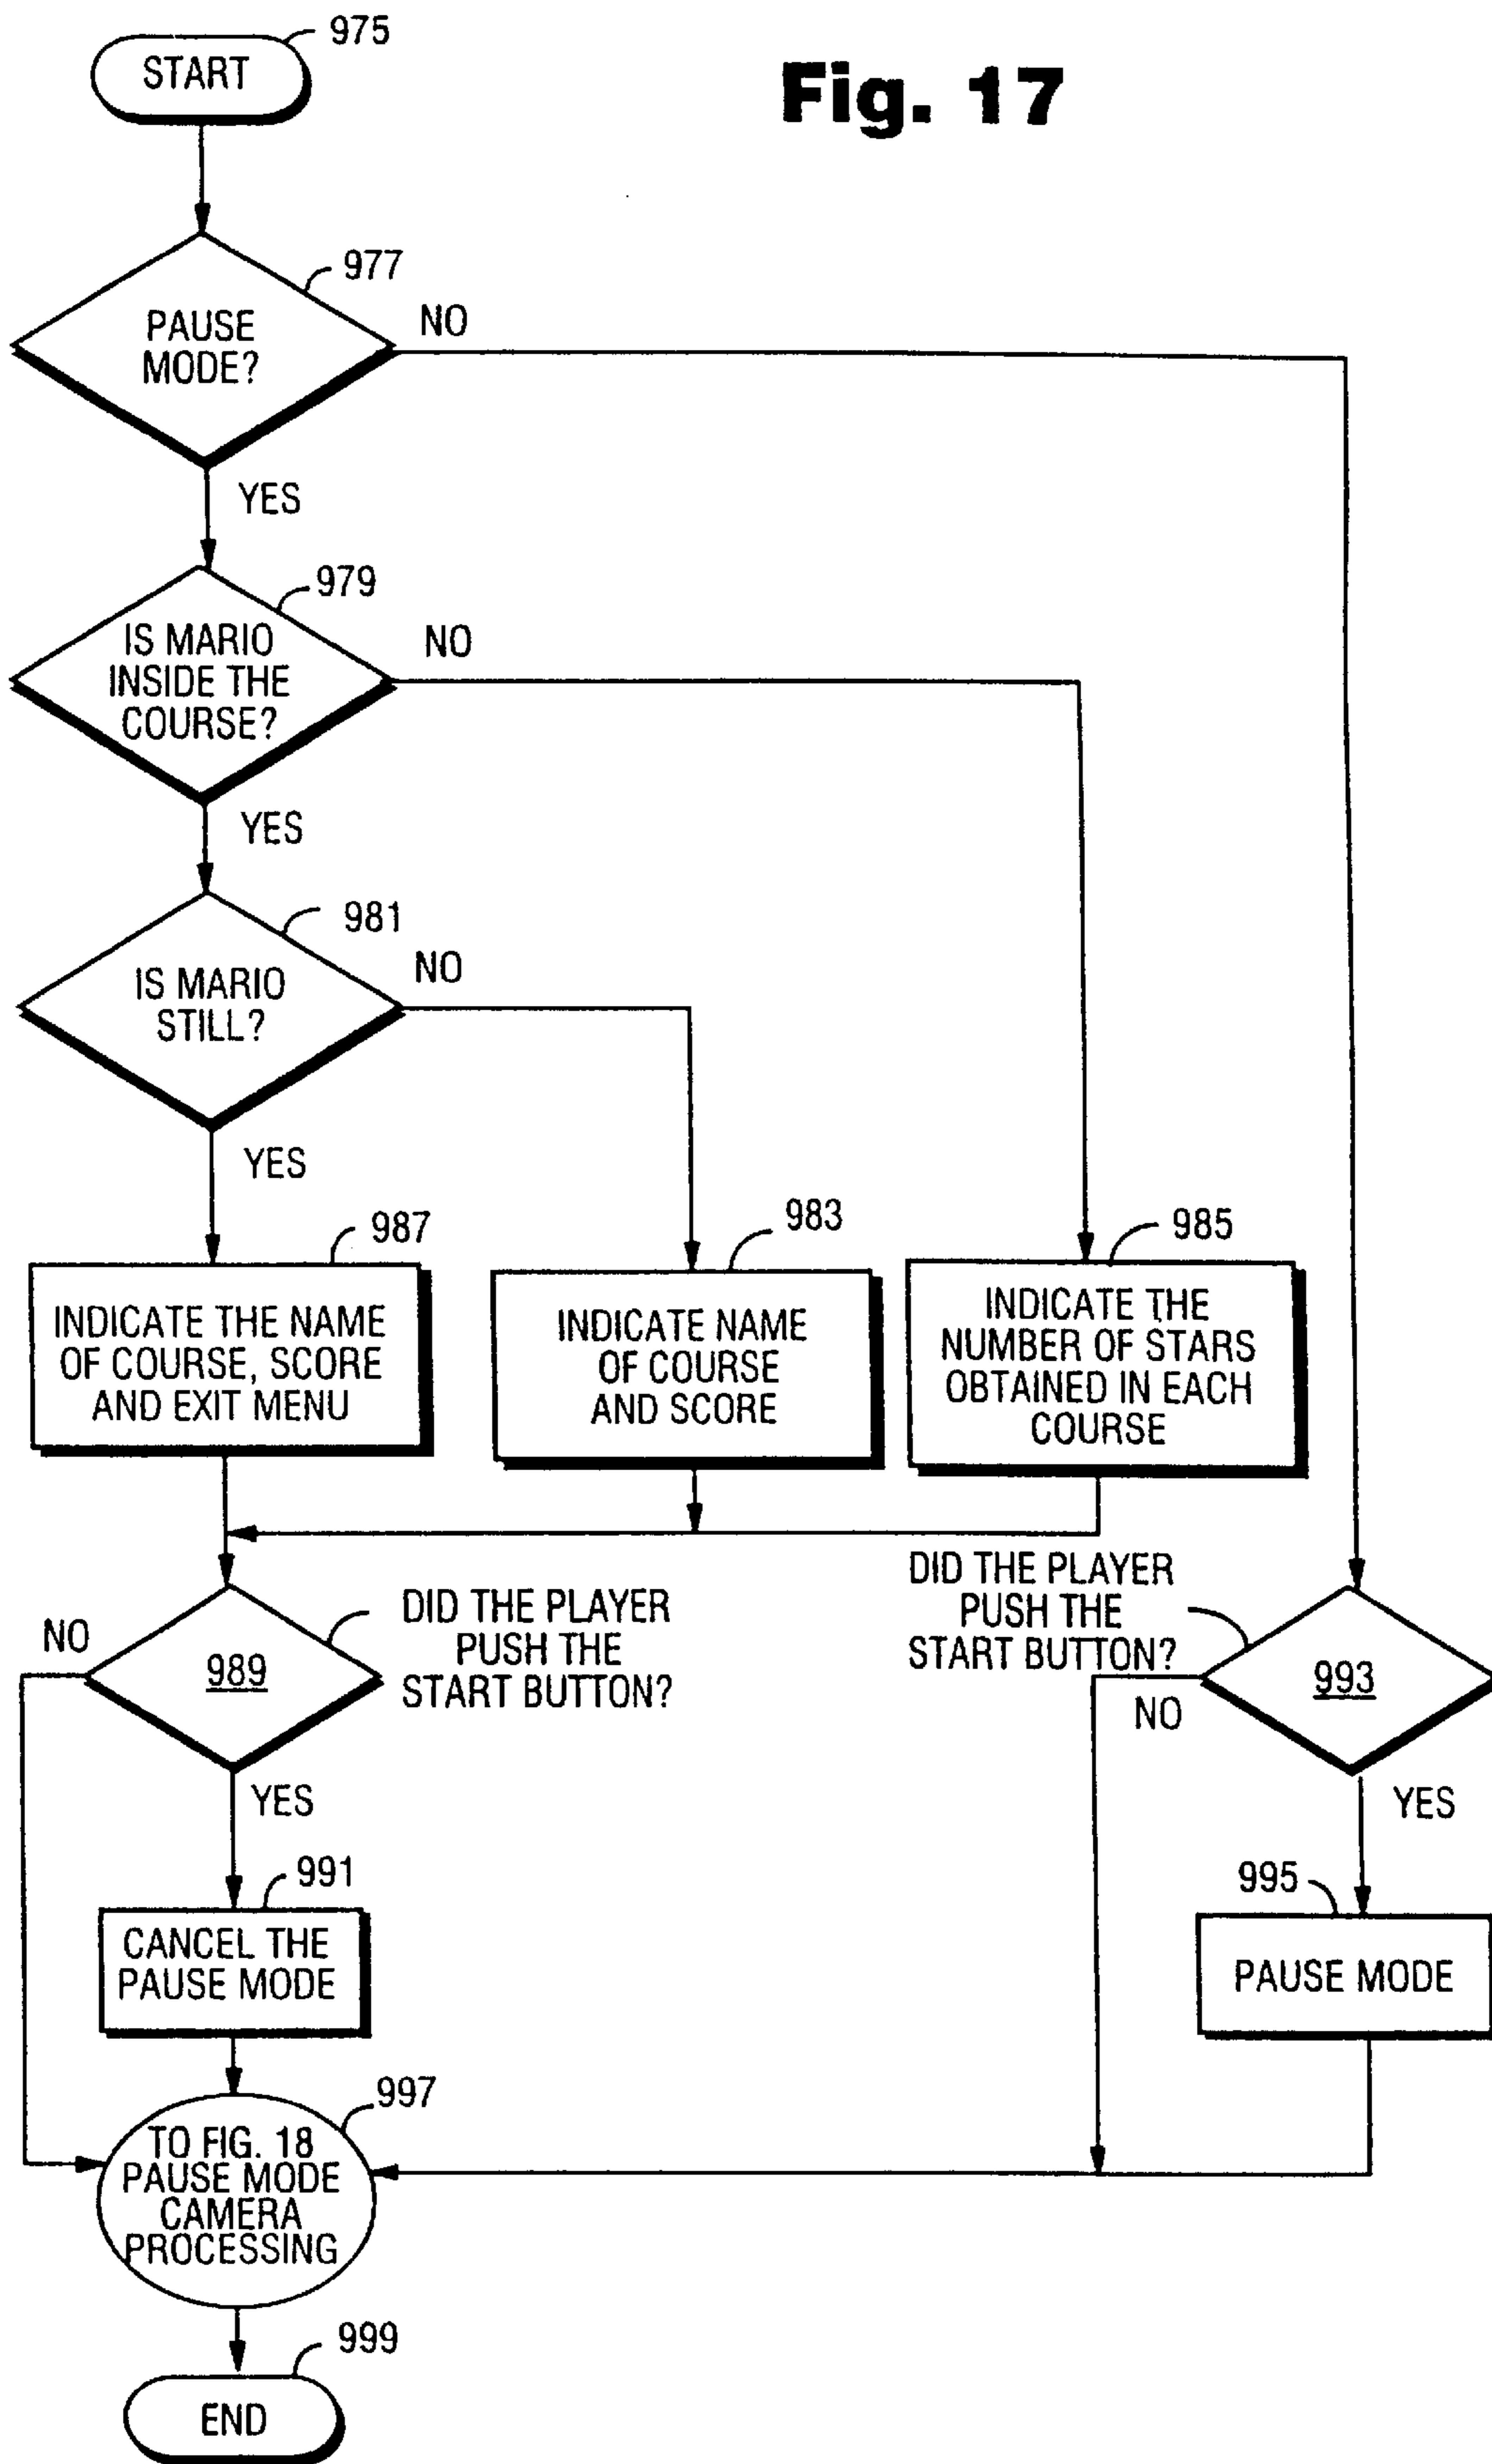 START
975
Fig. 17
977
PAUSE
MODE?
NO
YES
979
IS MARIO
INSIDE THE
COURSE?
NO
YES
981
IS MARIO
STILL?
NO
YES
987
INDICATE THE NAME
OF COURSE, SCORE
AND EXIT MENU
983
INDICATE NAME
OF COURSE
AND SCORE
985
INDICATE THE
NUMBER OF STARS
OBTAINED IN EACH
COURSE
NO
989
DID THE PLAYER
PUSH THE
START BUTTON?
YES
DID THE PLAYER
PUSH THE
START BUTTON?
993
NO
YES
991
CANCEL THE
PAUSE MODE
995
PAUSE MODE
997
TO FIG. 18
PAUSE MODE
CAMERA
PROCESSING
999
END